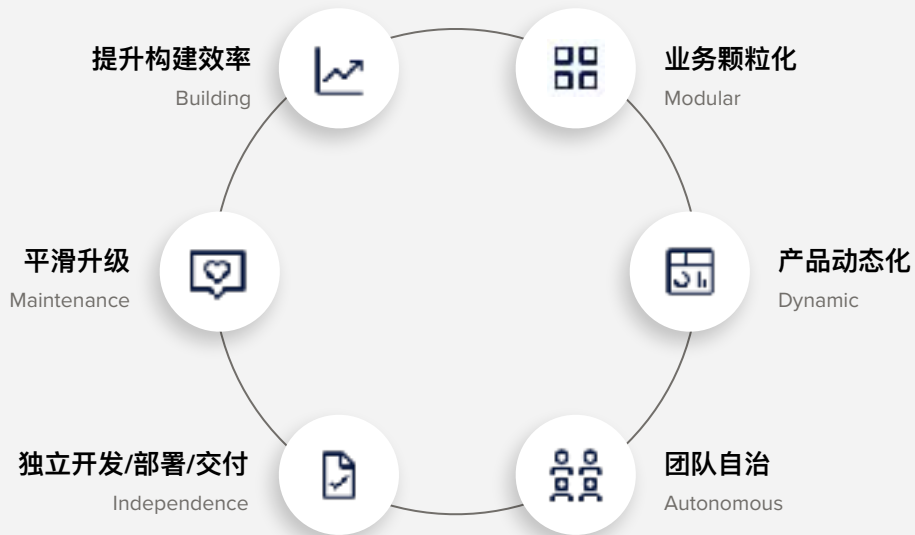 提升构建效率
Building
业务颗粒化
Modular
平滑升级
Maintenance
产品动态化
Dynamic
独立开发/部署/交付
Independence
团队自治
Autonomous